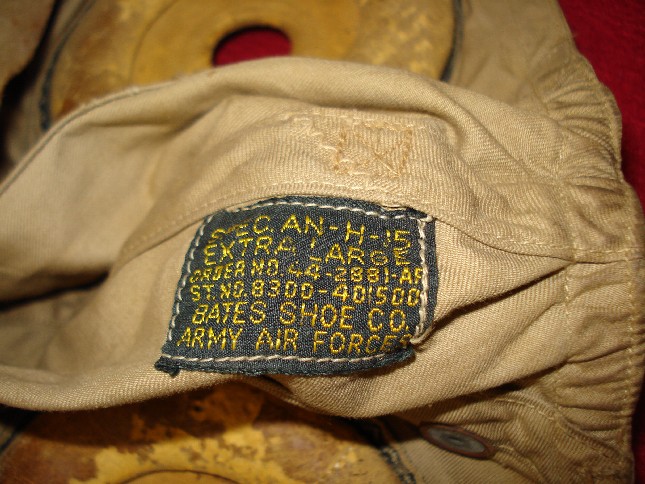 SPEC AN-H-15
EXTRA LARGE
ORDER NO. 44-2881-AF
ST. NO. 8300-401500
BATES SHOE CO.
ARMY AIR FORCES